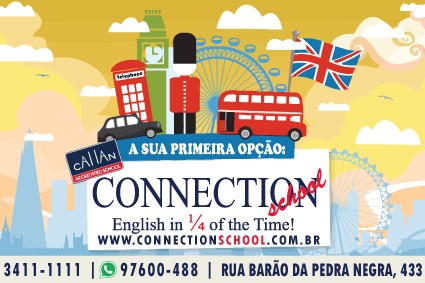 telephone
callan
ACCREDITED SCHOOL
A SUA PRIMEIRA OPÇÃO:
CONNECTION
school
English in ¼ of the Time!
WWW.CONNECTIONSCHOOL.COM.BR
3411-1111 | 97600-488 | RUA BARÃO DA PEDRA NEGRA, 433